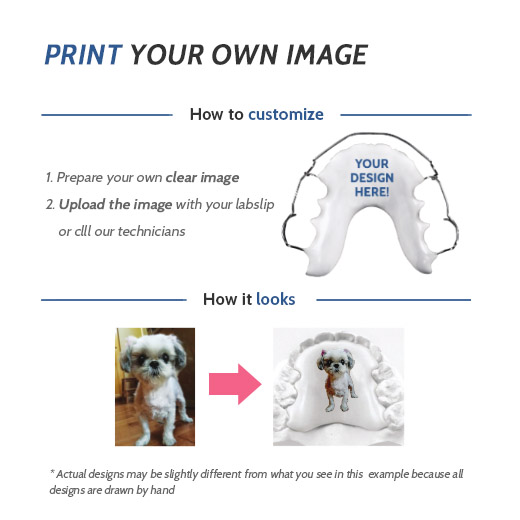 PRINT YOUR OWN IMAGE
How to customize
1. Prepare your own clear image
2. Upload the image with your labslip
or clll our technicians
YOUR
DESIGN
HERE!
How it looks
* Actual designs may be slightly different from what you see in this example because all
designs are drawn by hand